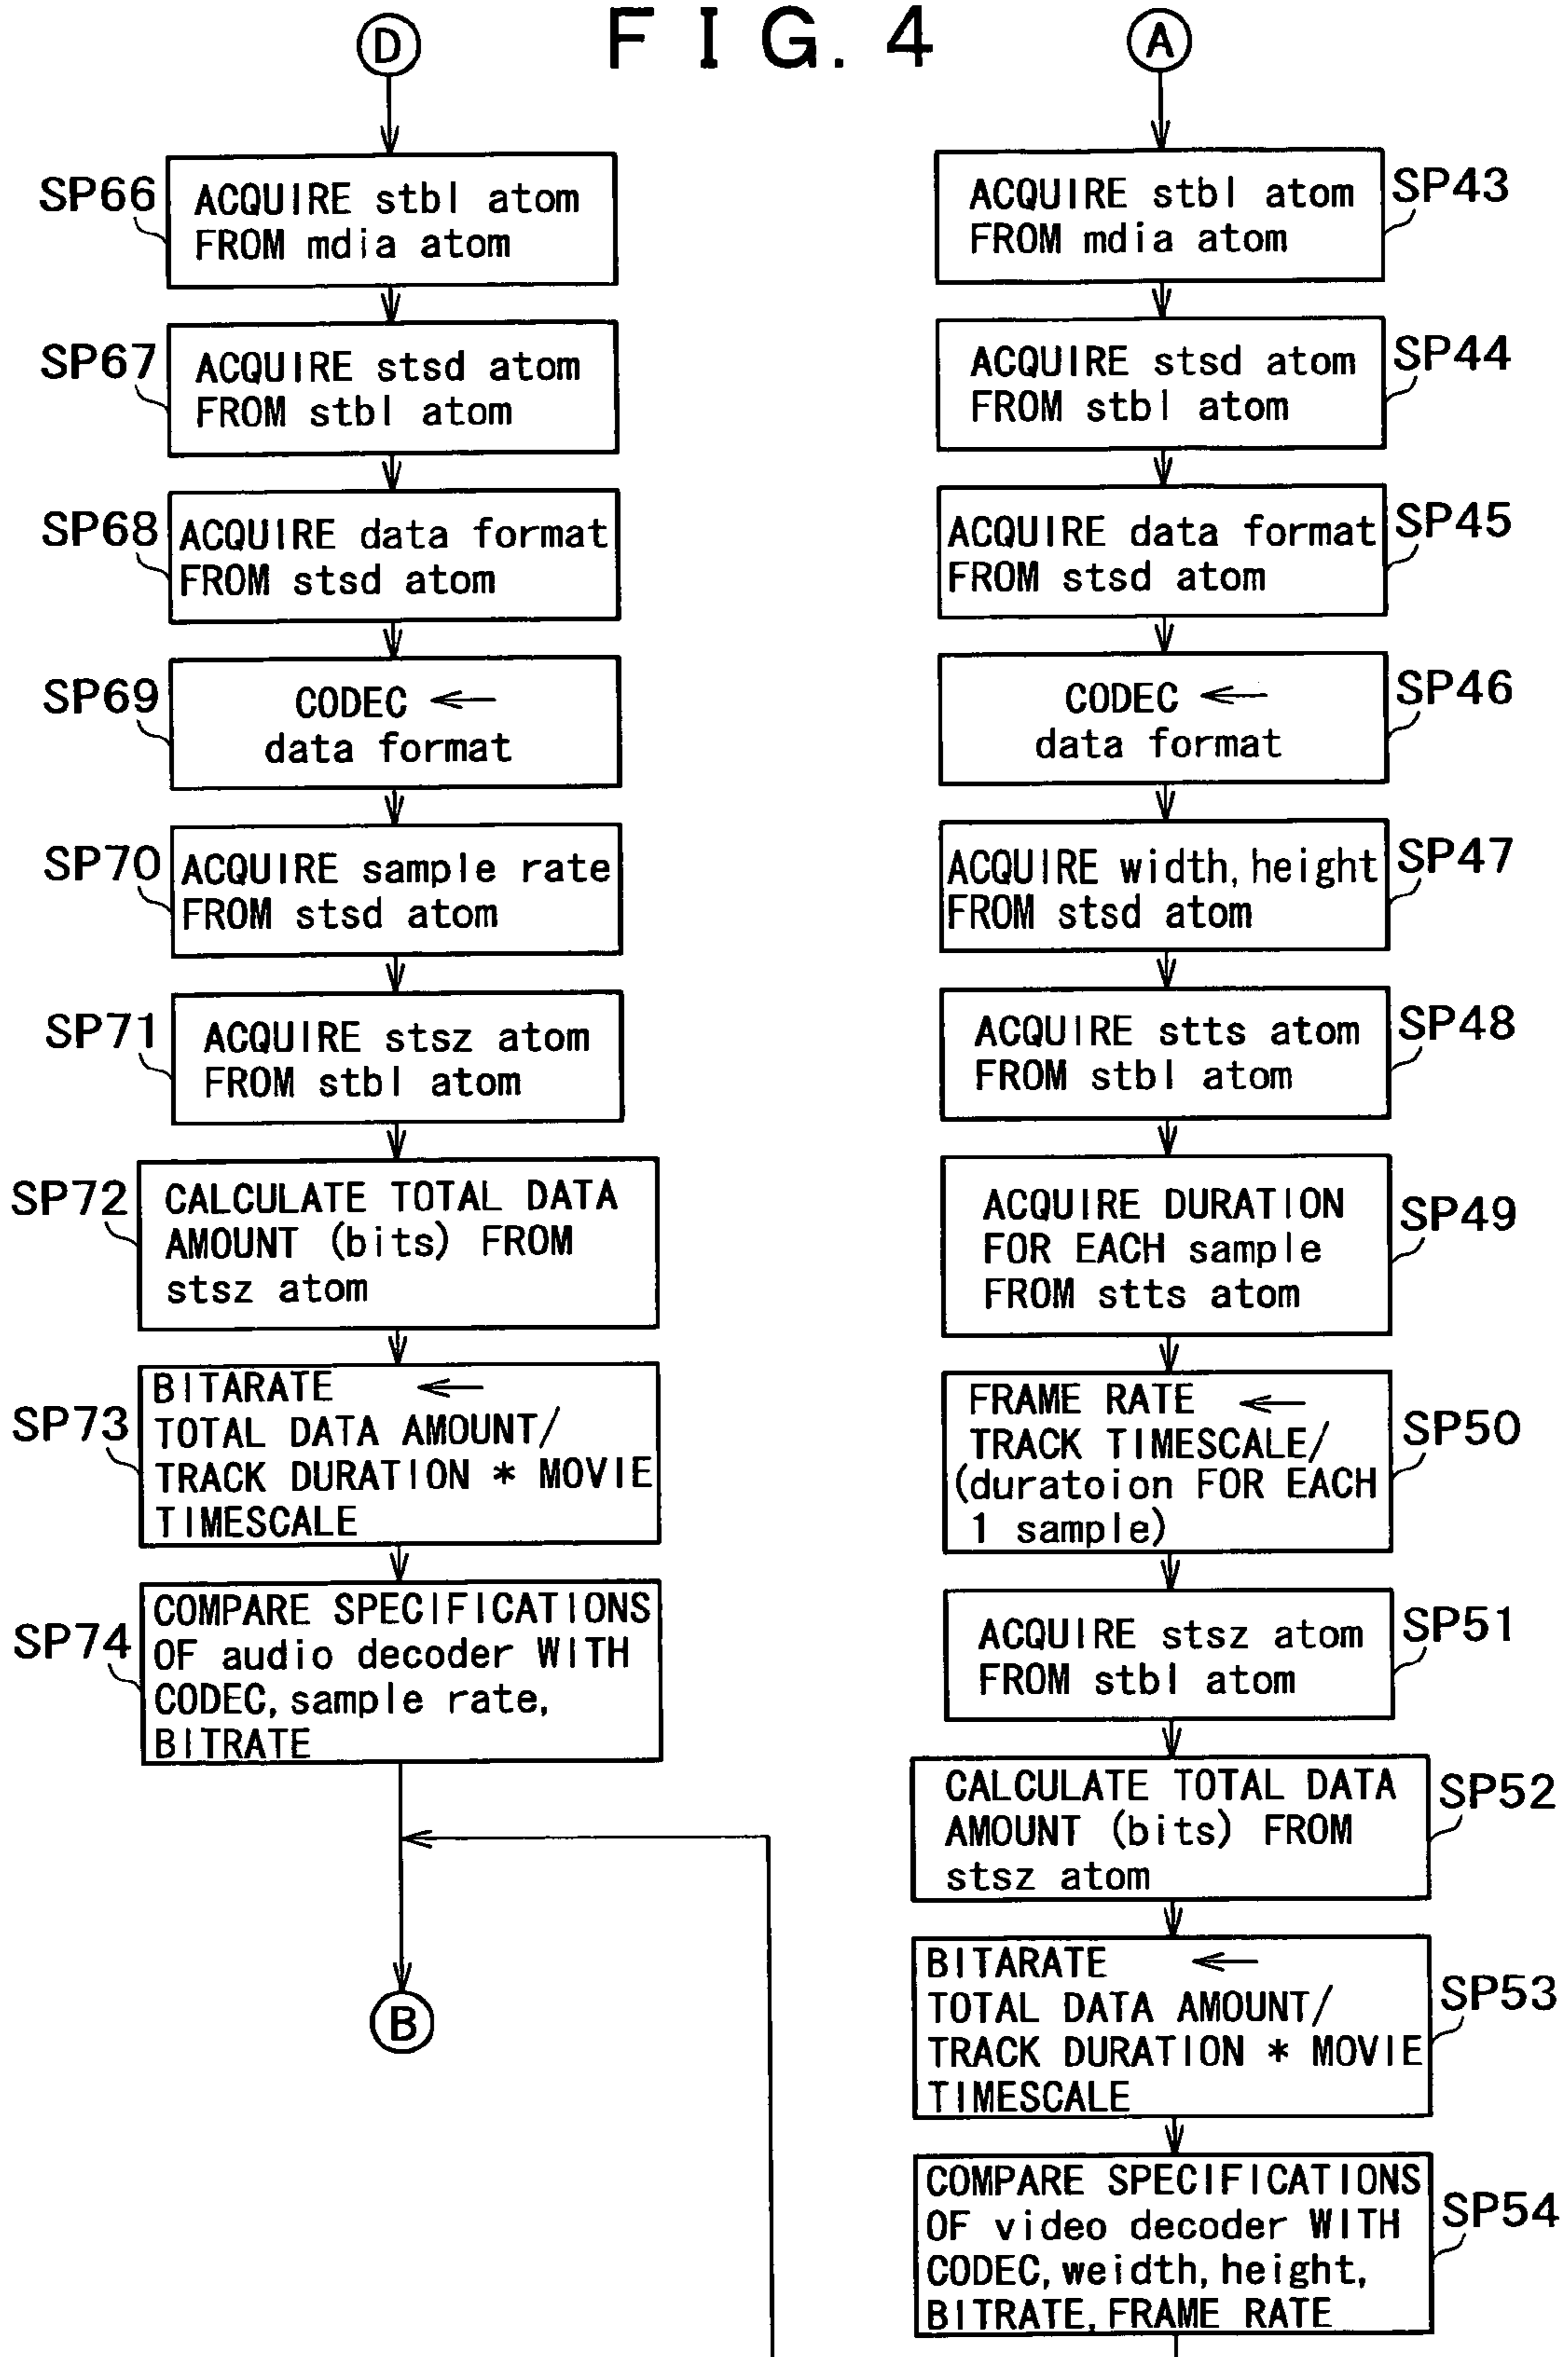 FIG. 4
D
SP66
ACQUIRE stbl atom
FROM mdia atom
SP67
ACQUIRE stsd atom
FROM stbl atom
SP68
ACQUIRE data format
FROM stsd atom
SP69
CODEC ←
data format
SP70
ACQUIRE sample rate
FROM stsd atom
SP71
ACQUIRE stsz atom
FROM stbl atom
SP72
CALCULATE TOTAL DATA
AMOUNT (bits) FROM
stsz atom
SP73
BITARATE ←
TOTAL DATA AMOUNT/
TRACK DURATION * MOVIE
TIMESCALE
SP74
COMPARE SPECIFICATIONS
OF audio decoder WITH
CODEC, sample rate,
BITRATE
B
A
SP43
ACQUIRE stbl atom
FROM mdia atom
SP44
ACQUIRE stsd atom
FROM stbl atom
SP45
ACQUIRE data format
FROM stsd atom
SP46
CODEC ←
data format
SP47
ACQUIRE width, height
FROM stsd atom
SP48
ACQUIRE stts atom
FROM stbl atom
SP49
ACQUIRE DURATION
FOR EACH sample
FROM stts atom
SP50
FRAME RATE ←
TRACK TIMESCALE/
(duratoion FOR EACH
1 sample)
SP51
ACQUIRE stsz atom
FROM stbl atom
SP52
CALCULATE TOTAL DATA
AMOUNT (bits) FROM
stsz atom
SP53
BITARATE ←
TOTAL DATA AMOUNT/
TRACK DURATION * MOVIE
TIMESCALE
SP54
COMPARE SPECIFICATIONS
OF video decoder WITH
CODEC, weidth, height,
BITRATE, FRAME RATE